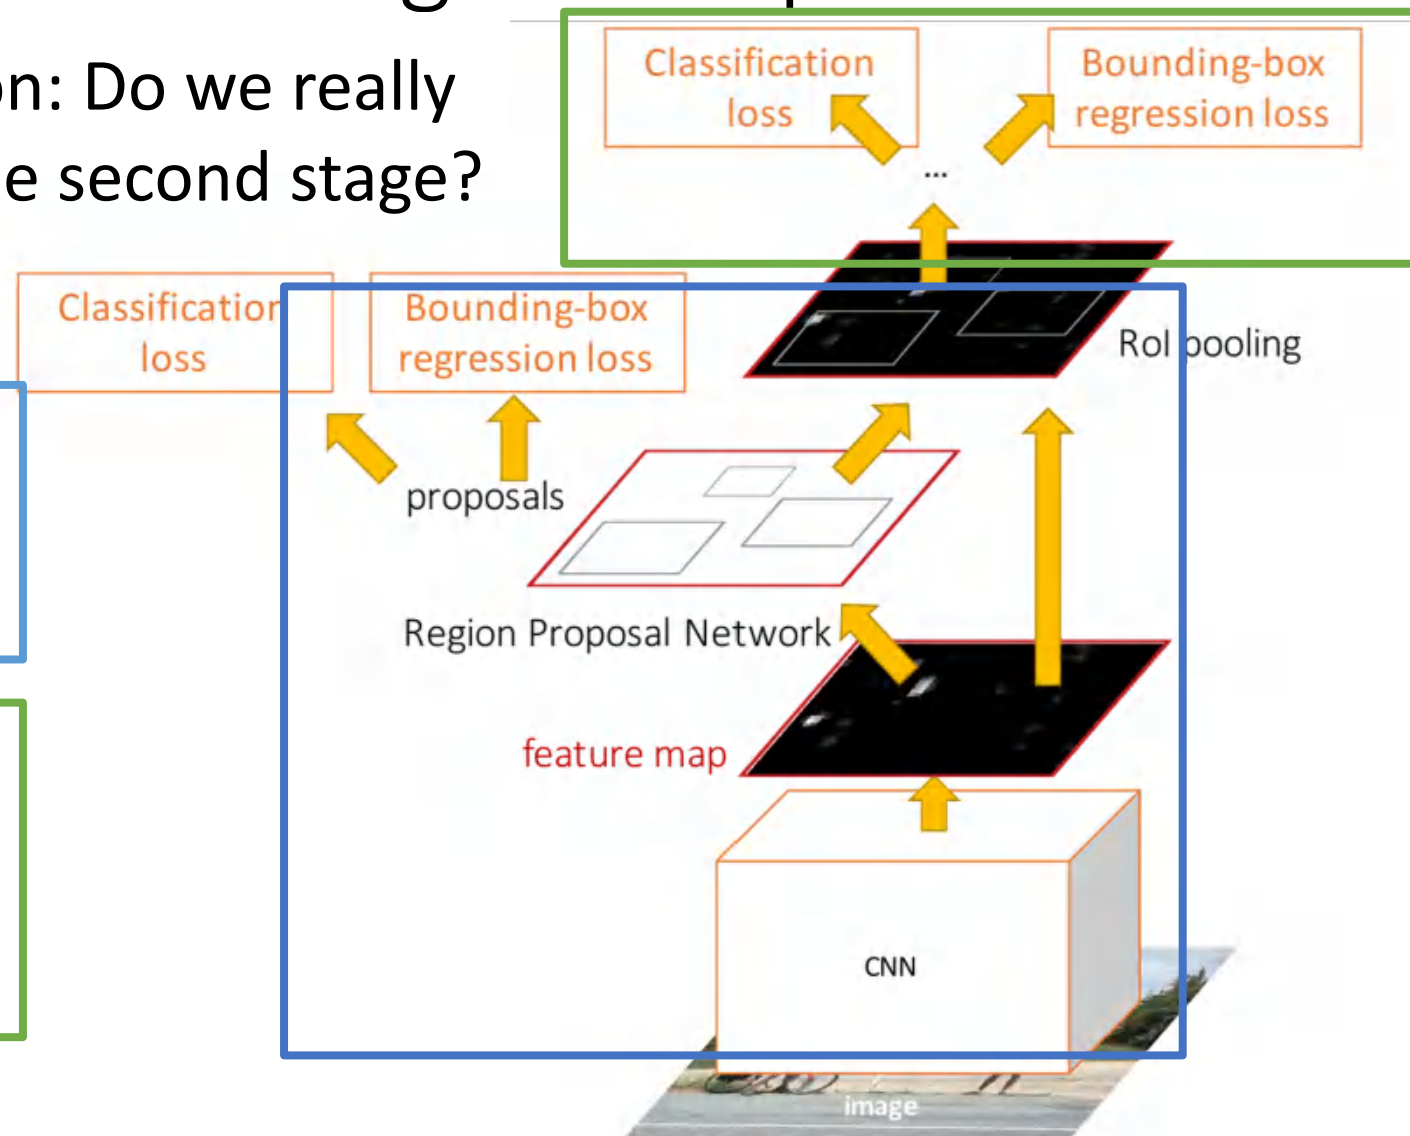 Do we really
second stage?
Classification
loss
Bounding-box
regression loss
...
Classification
loss
Bounding-box
regression loss
RoI pooling
proposals
Region Proposal Network
feature map
CNN
image